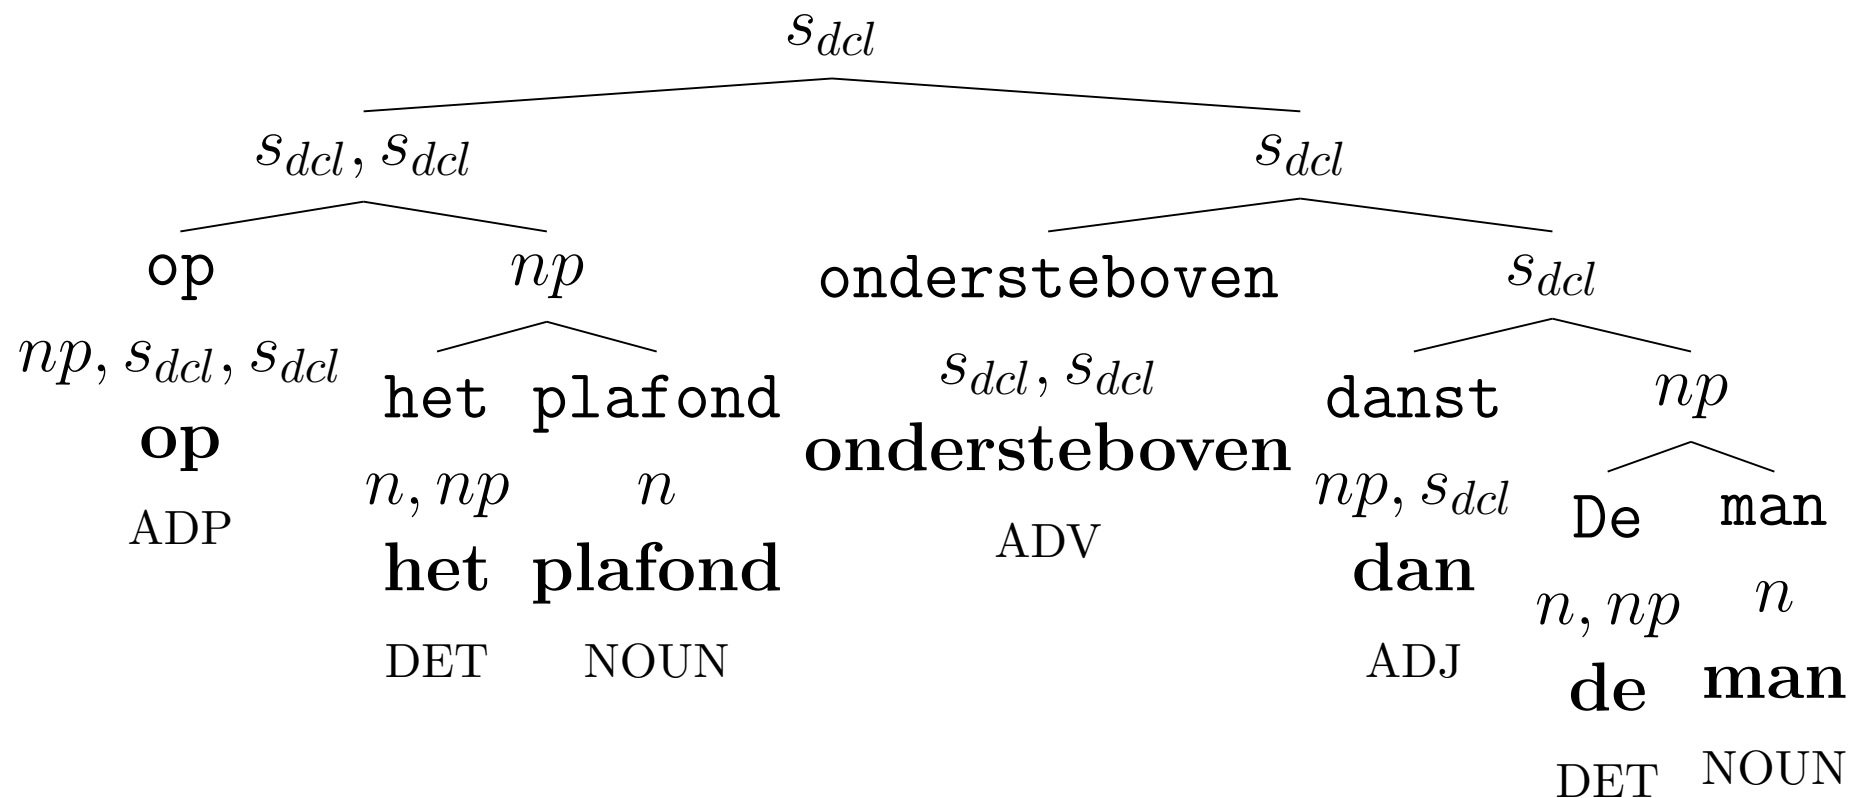 s_dcl
s_dcl, s_dcl s_dcl
op np ondersteboven s_dcl
np, s_dcl, s_dcl het plafond s_dcl, s_dcl danst np
op n, np n ondersteboven np, s_dcl De man
ADP het plafond ADV dan n, np n
DET NOUN ADJ de man
DET NOUN